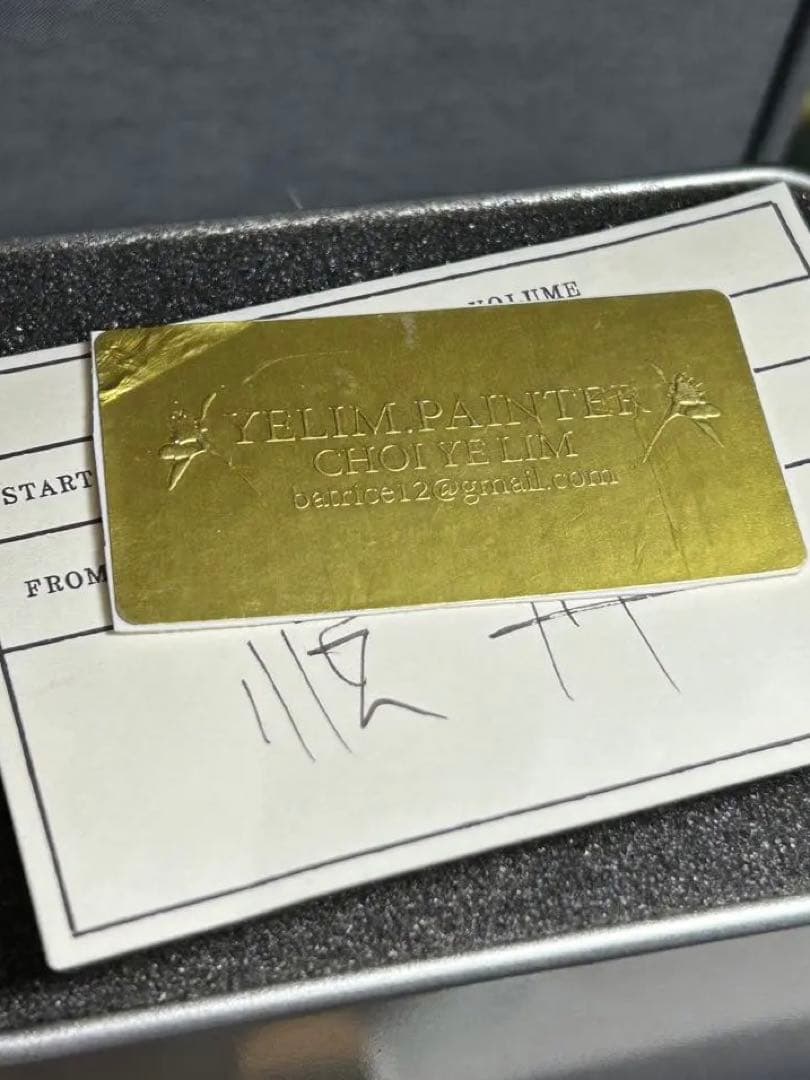 VOLUME
YELIM.PAINTER
CHOI YE LIM
batrice12@gmail.com
START
FROM